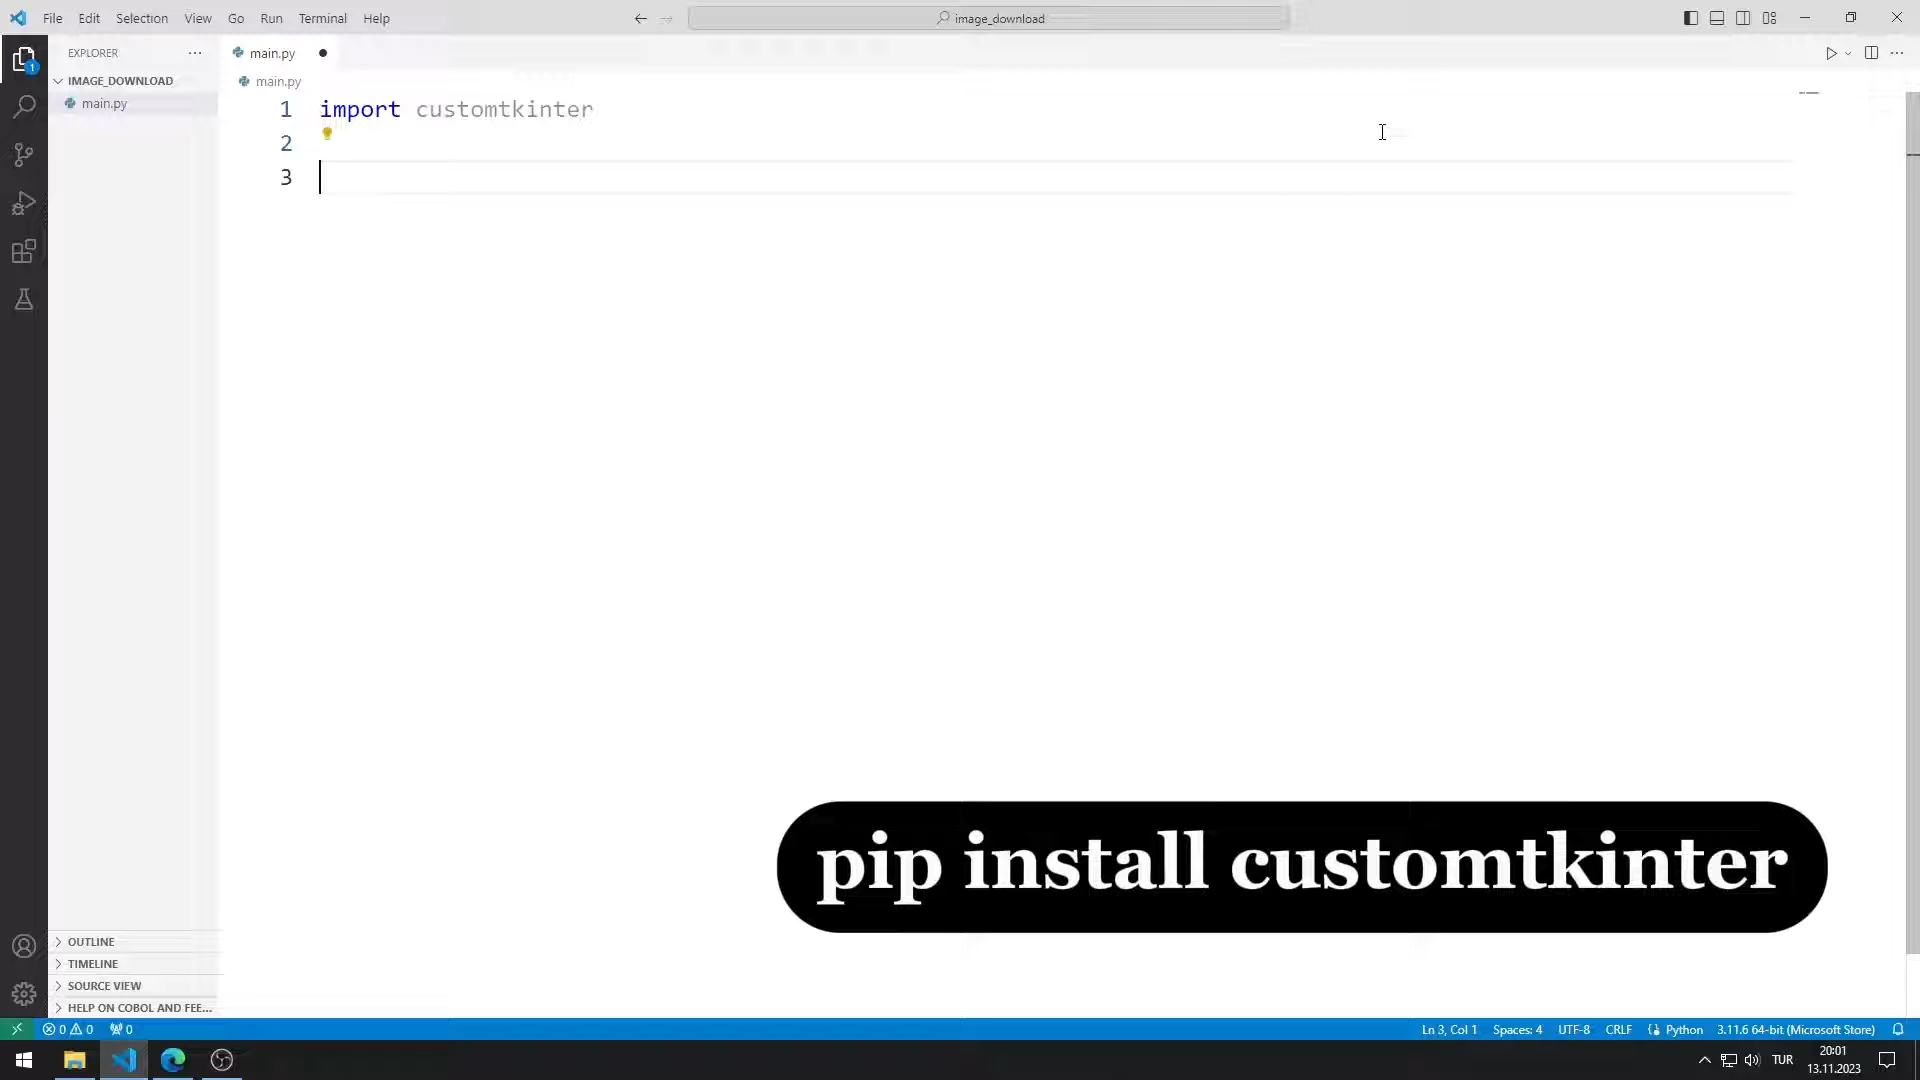 File Edit Selection View Go Run Terminal Help
image_download
EXPLORER
main.py
IMAGE_DOWNLOAD
main.py
main.py
1 import customtkinter
2
3
pip install customtkinter
OUTLINE
TIMELINE
SOURCE VIEW
HELP ON COBOL AND FEE...
1
0 0 0
Ln 3, Col 1 Spaces: 4 UTF-8 CRLF Python 3.11.6 64-bit (Microsoft Store)
TUR
20:01
13.11.2023